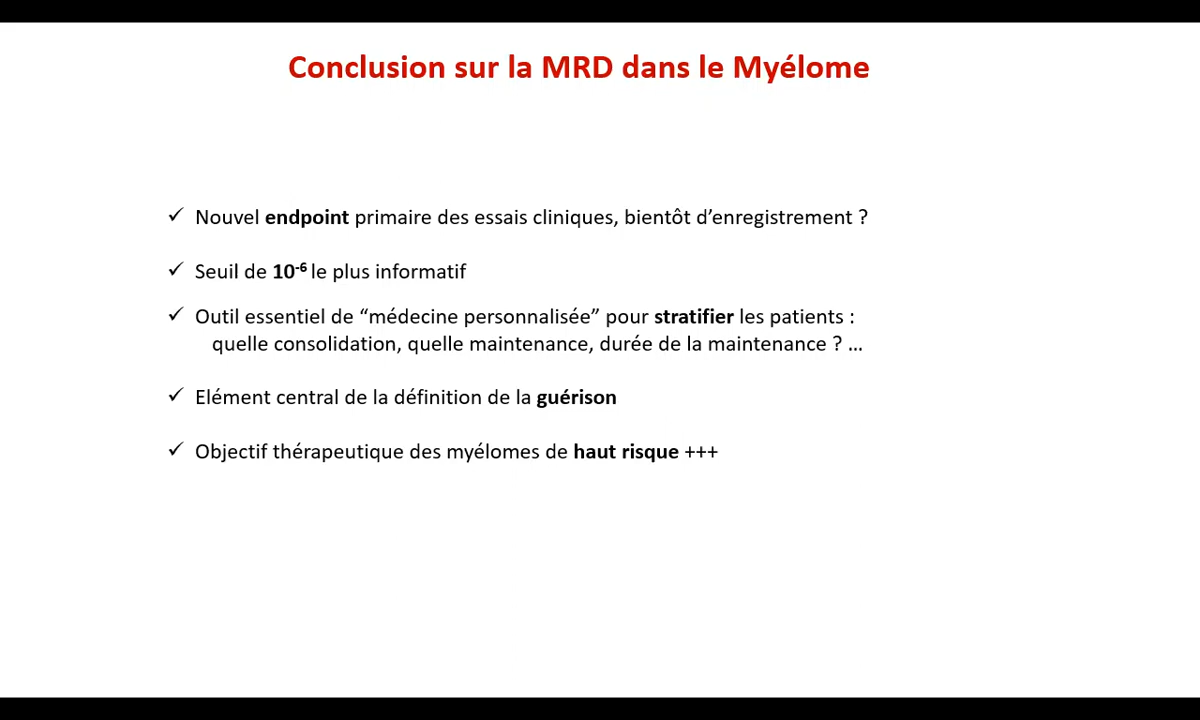 Conclusion sur la MRD dans le Myélome
✓ Nouvel endpoint primaire des essais cliniques, bientôt d’enregistrement ?
✓ Seuil de 10⁻⁶ le plus informatif
✓ Outil essentiel de “médecine personnalisée” pour stratifier les patients :
quelle consolidation, quelle maintenance, durée de la maintenance ? ...
✓ Elément central de la définition de la guérison
✓ Objectif thérapeutique des myélomes de haut risque +++